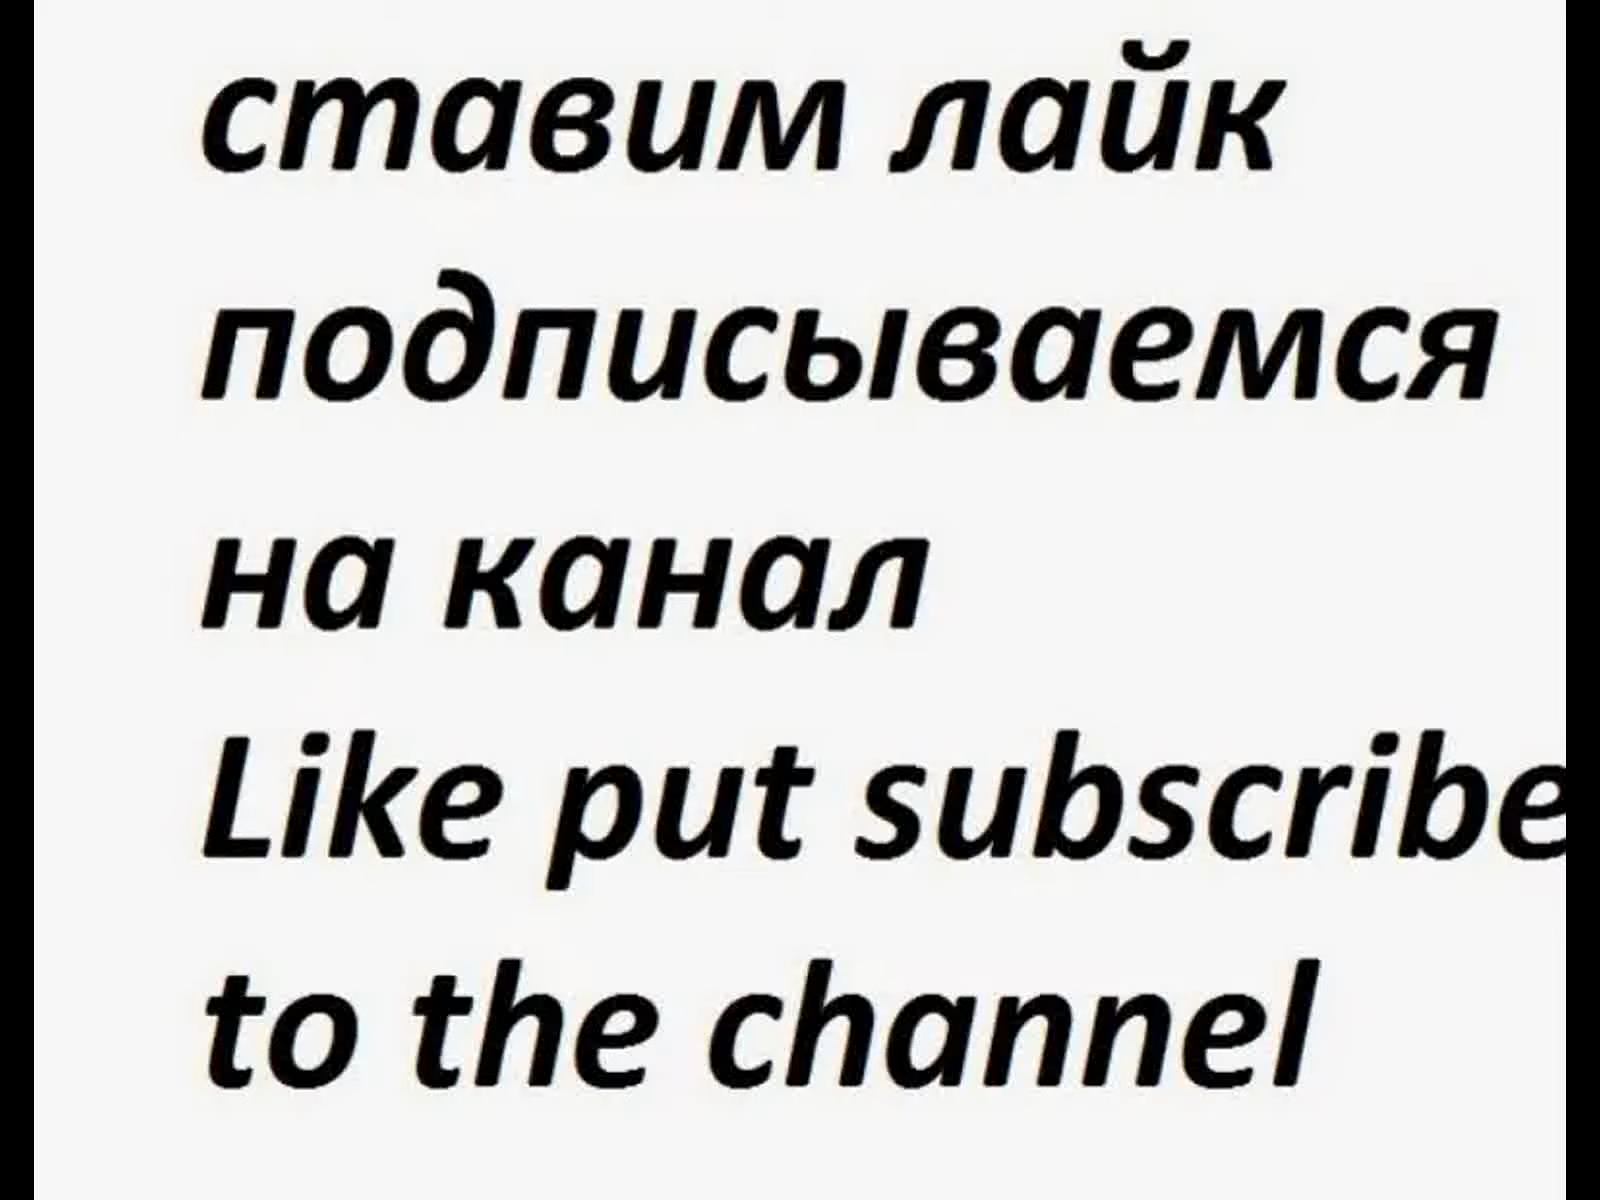 ставим лайк
подписываемся
на канал
Like put subscribe
to the channel